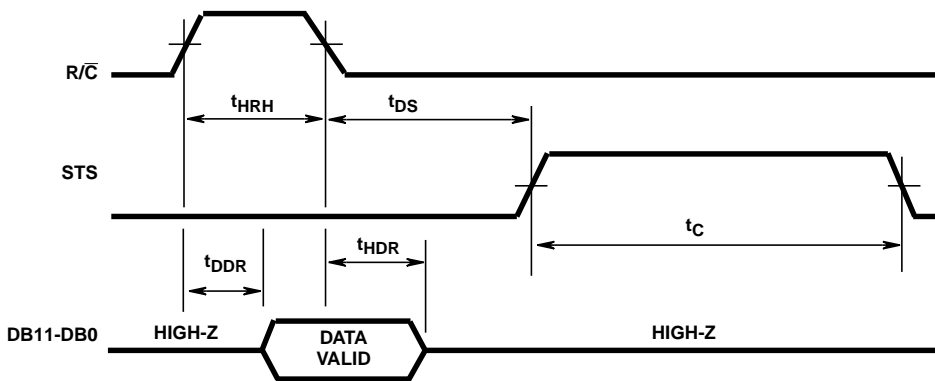 R/C̅
tHRH
tDS
STS
tC
tDDR
tHDR
DB11-DB0
HIGH-Z
DATA
VALID
HIGH-Z